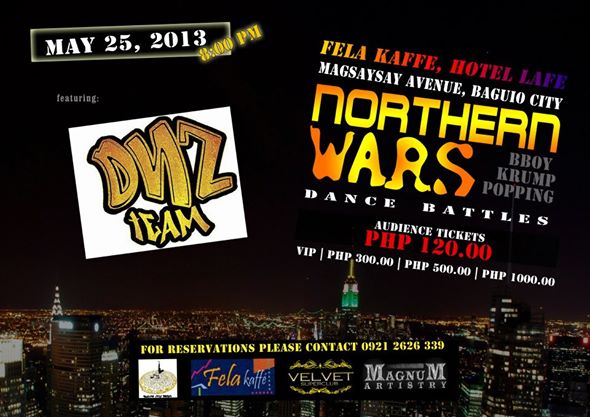 MAY 25, 2013
8:00 PM
featuring:
DNZ
TEAM
FELA KAFFE, HOTEL LAFE
MAGSAYSAY AVENUE, BAGUIO CITY
NORTHERN
WARS
BBOY
KRUMP
POPPING
DANCE BATTLES
AUDIENCE TICKETS
PHP 120.00
VIP | PHP 300.00 | PHP 500.00 | PHP 1000.00
FOR RESERVATIONS PLEASE CONTACT 0921 2626 339
Fela kaffe
VELVET
SUPERCLUB
MAGNUM
ARTISTRY